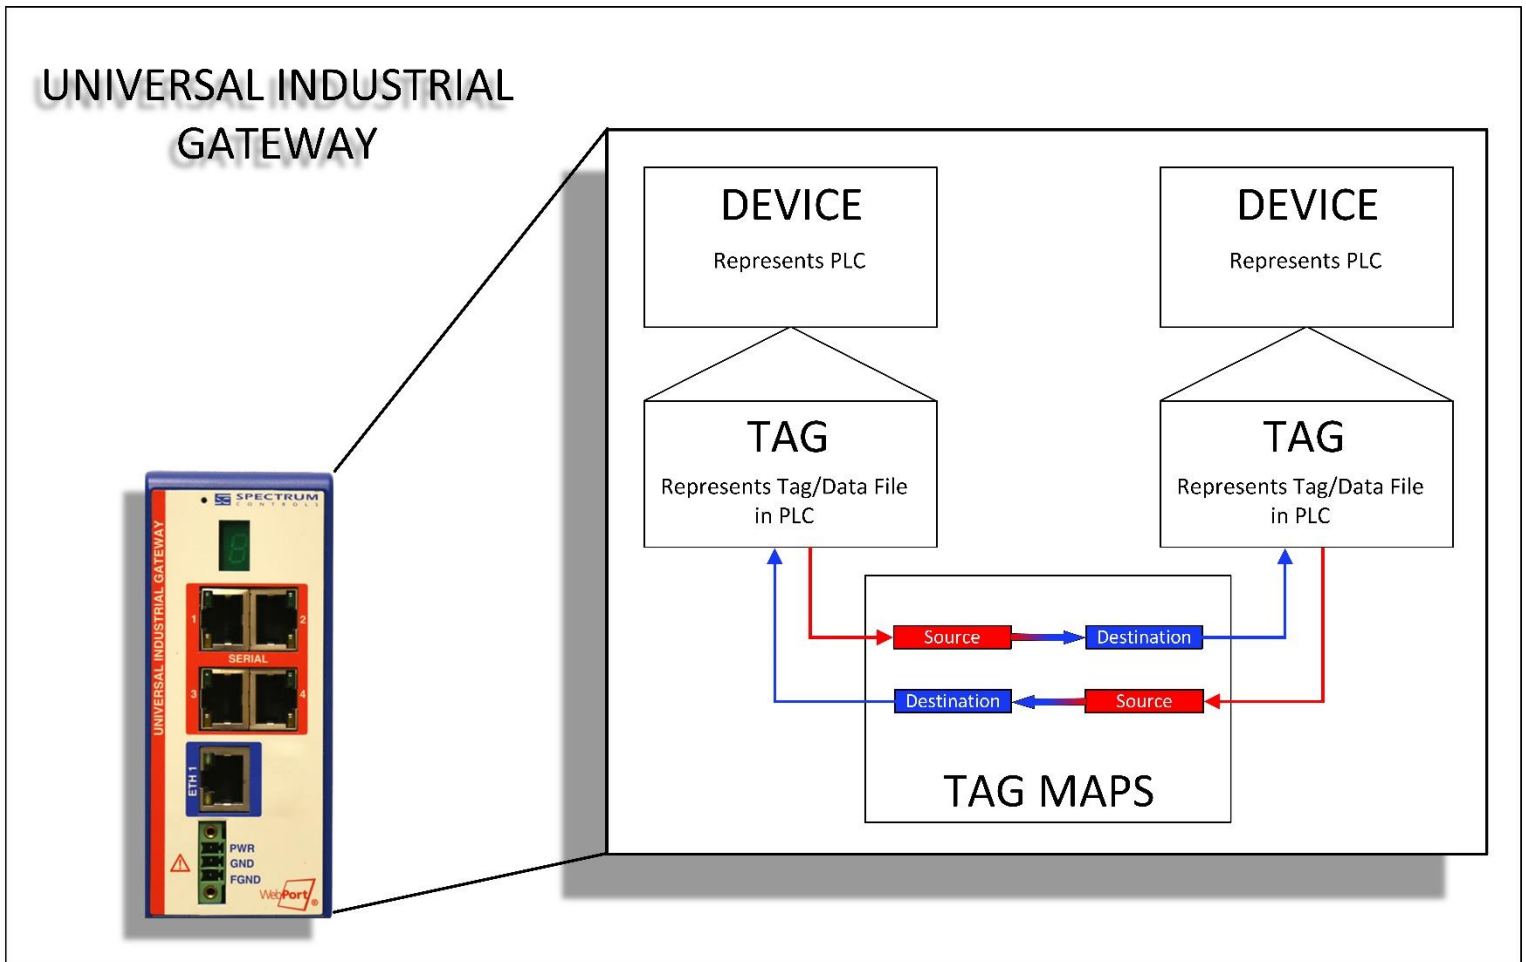 UNIVERSAL INDUSTRIAL
GATEWAY
DEVICE
Represents PLC
DEVICE
Represents PLC
TAG
Represents Tag/Data File
in PLC
TAG
Represents Tag/Data File
in PLC
Source
Destination
Destination
Source
TAG MAPS
SPECTRUM
CONTROLS
UNIVERSAL INDUSTRIAL GATEWAY
8
1
2
SERIAL
3
4
ETH 1
PWR
GND
FGND
WebPort®